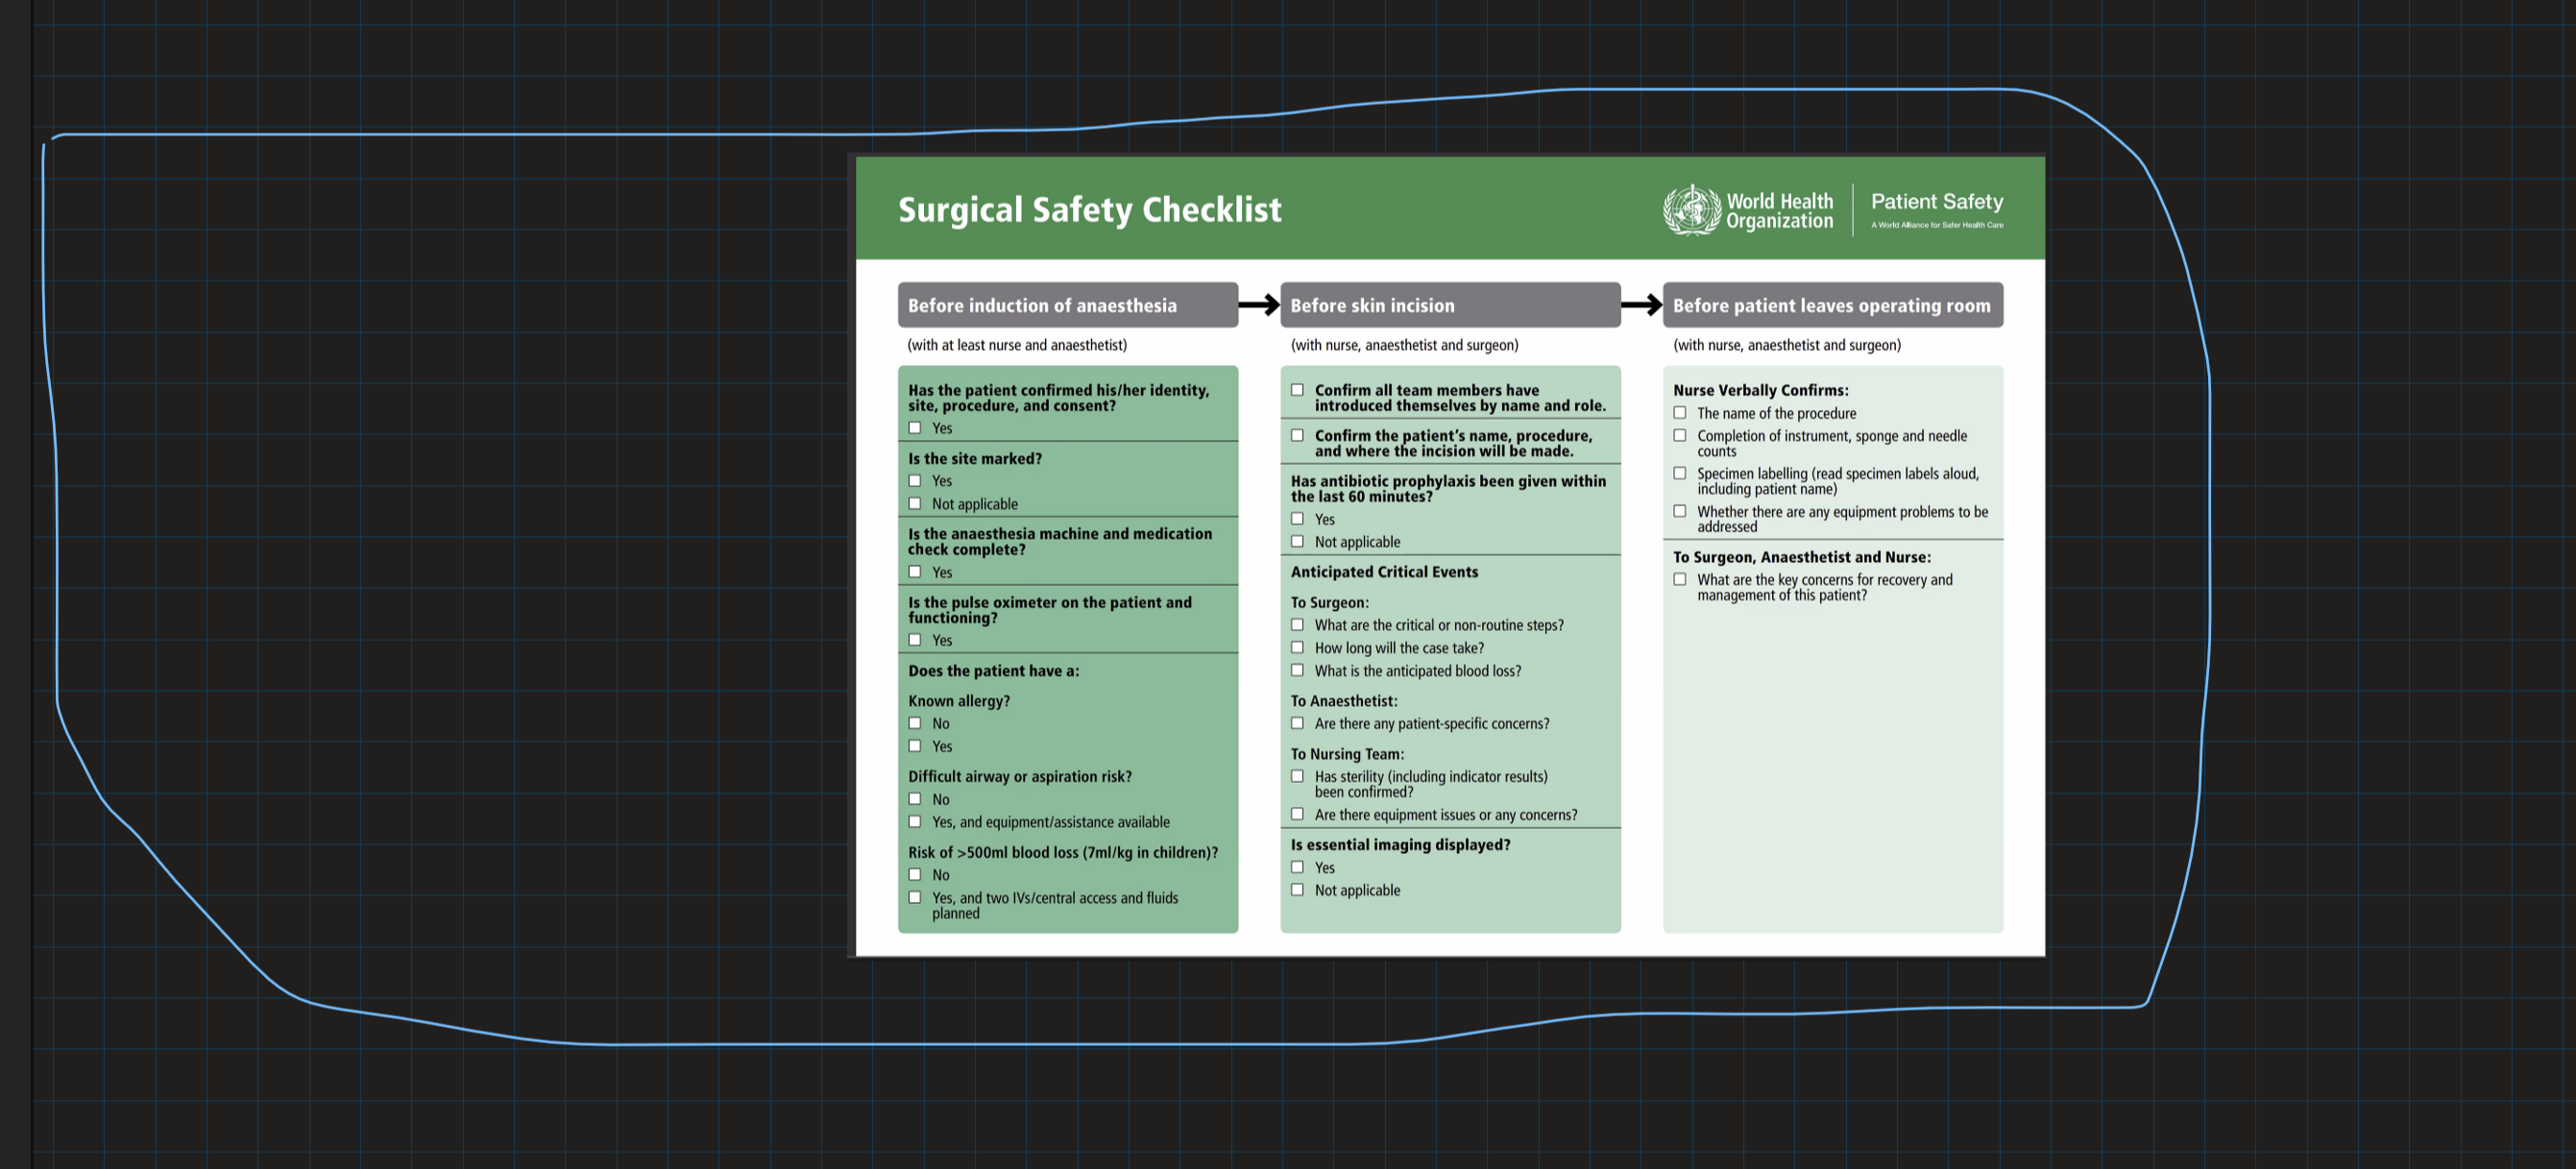 Surgical Safety Checklist
World Health
Organization
Patient Safety
A World Alliance for Safer Health Care
Before induction of anaesthesia
(with at least nurse and anaesthetist)
Has the patient confirmed his/her identity,
site, procedure, and consent?
Yes
Is the site marked?
Yes
Not applicable
Is the anaesthesia machine and medication
check complete?
Yes
Is the pulse oximeter on the patient and
functioning?
Yes
Does the patient have a:
Known allergy?
No
Yes
Difficult airway or aspiration risk?
No
Yes, and equipment/assistance available
Risk of >500ml blood loss (7ml/kg in children)?
No
Yes, and two IVs/central access and fluids
planned
Before skin incision
(with nurse, anaesthetist and surgeon)
Confirm all team members have
introduced themselves by name and role.
Confirm the patient’s name, procedure,
and where the incision will be made.
Has antibiotic prophylaxis been given within
the last 60 minutes?
Yes
Not applicable
Anticipated Critical Events
To Surgeon:
What are the critical or non-routine steps?
How long will the case take?
What is the anticipated blood loss?
To Anaesthetist:
Are there any patient-specific concerns?
To Nursing Team:
Has sterility (including indicator results)
been confirmed?
Are there equipment issues or any concerns?
Is essential imaging displayed?
Yes
Not applicable
Before patient leaves operating room
(with nurse, anaesthetist and surgeon)
Nurse Verbally Confirms:
The name of the procedure
Completion of instrument, sponge and needle
counts
Specimen labelling (read specimen labels aloud,
including patient name)
Whether there are any equipment problems to be
addressed
To Surgeon, Anaesthetist and Nurse:
What are the key concerns for recovery and
management of this patient?